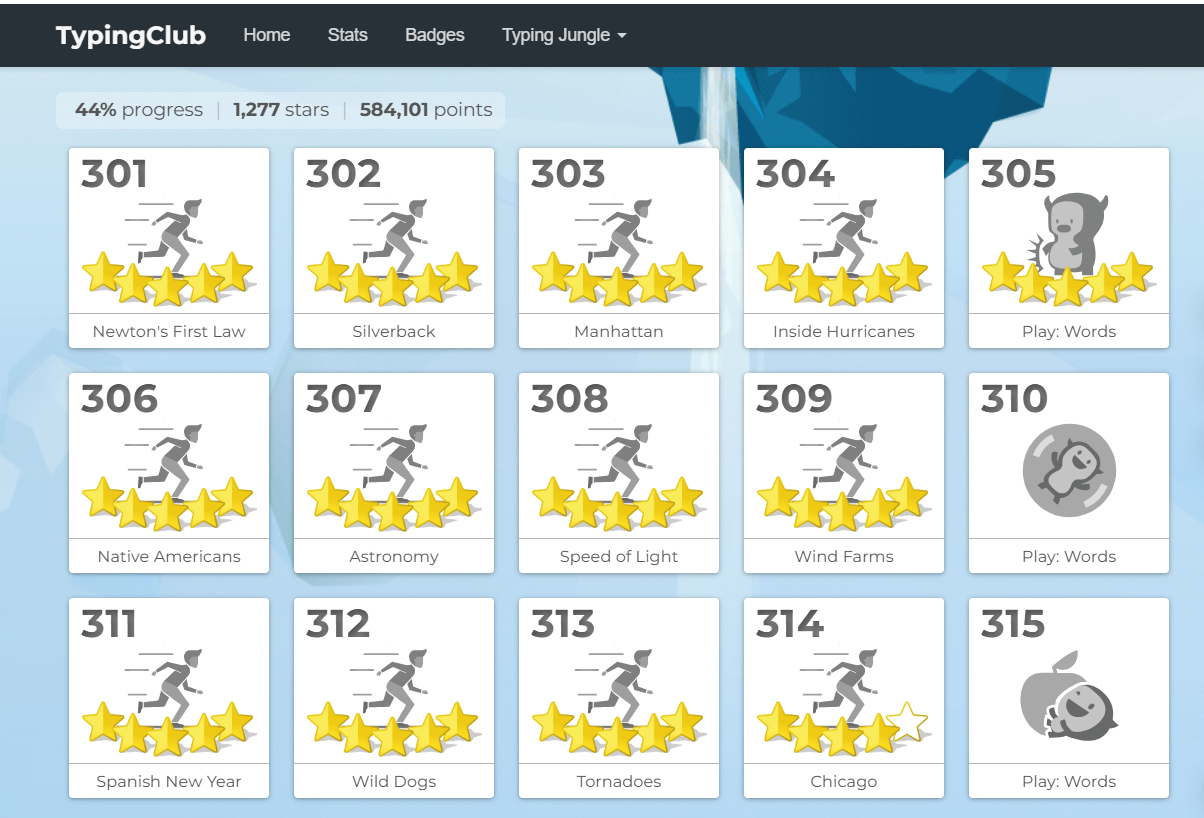 TypingClub Home Stats Badges Typing Jungle
44% progress | 1,277 stars | 584,101 points
301 302 303 304 305
Newton's First Law Silverback Manhattan Inside Hurricanes Play: Words
306 307 308 309 310
Native Americans Astronomy Speed of Light Wind Farms Play: Words
311 312 313 314 315
Spanish New Year Wild Dogs Tornadoes Chicago Play: Words